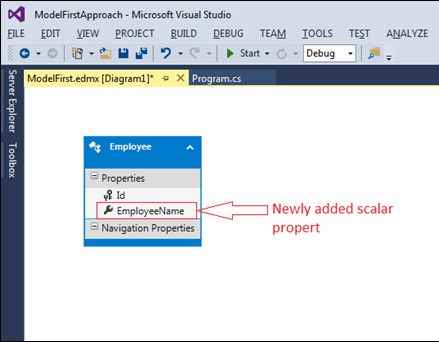 ModelFirstApproach - Microsoft Visual Studio
FILE EDIT VIEW PROJECT BUILD DEBUG TEAM TOOLS TEST ANALYZE
Start Debug
ModelFirst.edmx [Diagram1]* Program.cs
Server Explorer
Toolbox
Employee
Properties
Id
EmployeeName
Navigation Properties
Newly added scalar
propert